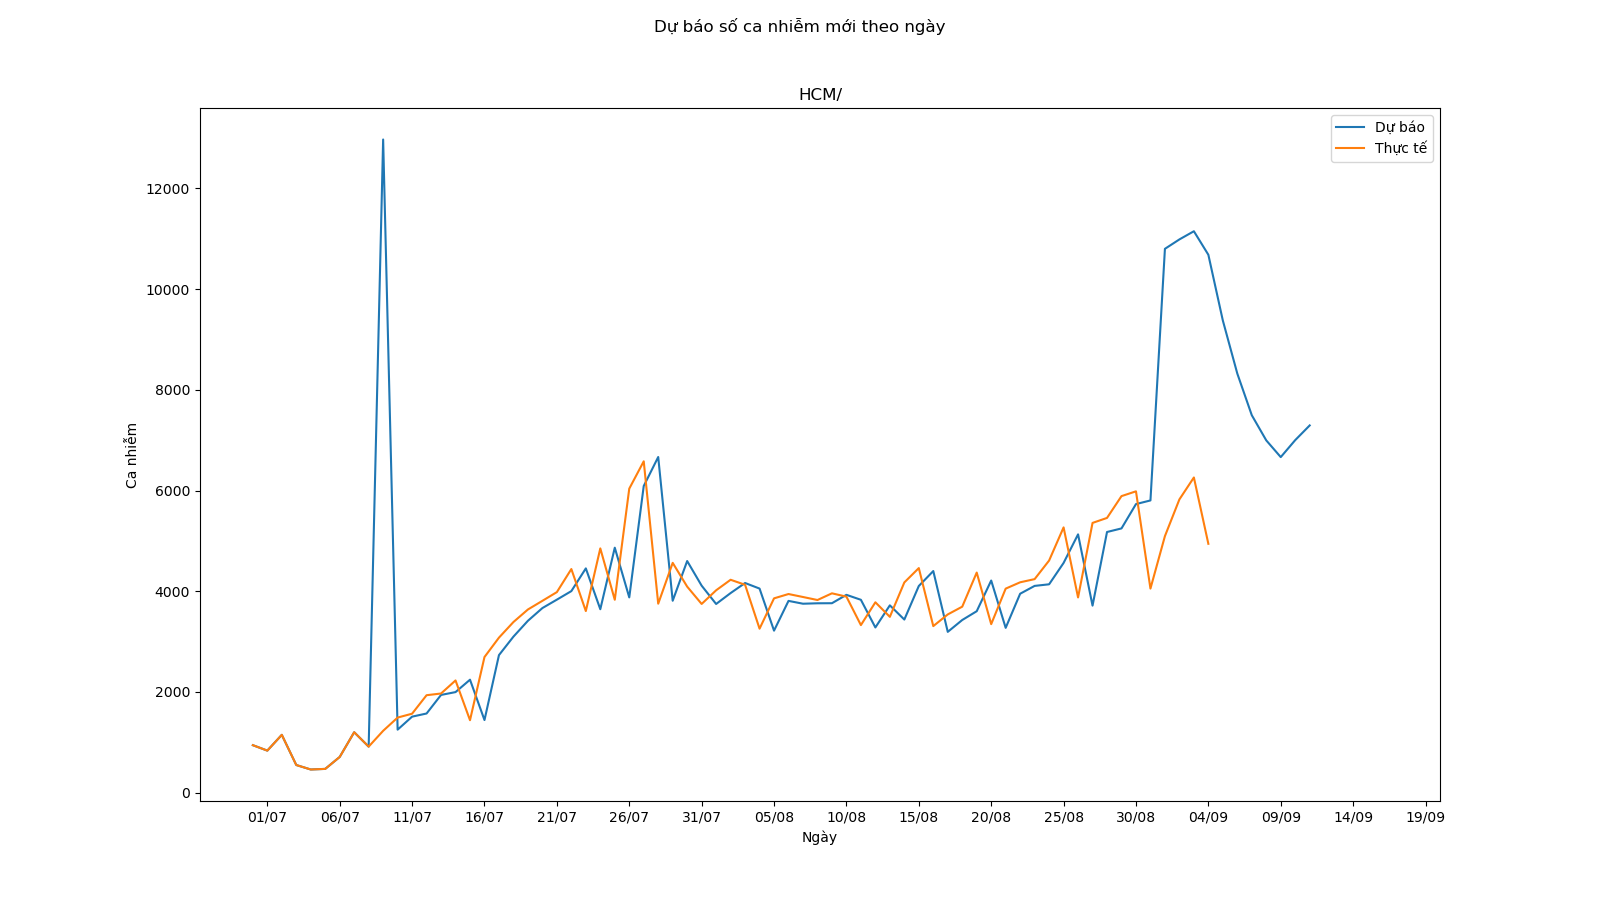 Dự báo số ca nhiễm mới theo ngày
HCM/
Dự báo
Thực tế
12000
10000
8000
6000
4000
2000
0
Ca nhiễm
01/07 06/07 11/07 16/07 21/07 26/07 31/07 05/08 10/08 15/08 20/08 25/08 30/08 04/09 09/09 14/09 19/09
Ngày